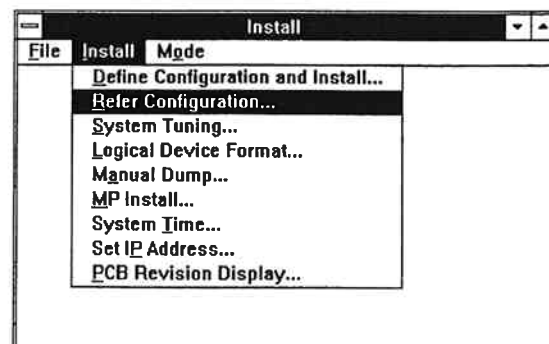 Install
File Install Mode
Define Configuration and Install...
Refer Configuration...
System Tuning...
Logical Device Format...
Manual Dump...
MP Install...
System Time...
Set IP Address...
PCB Revision Display...